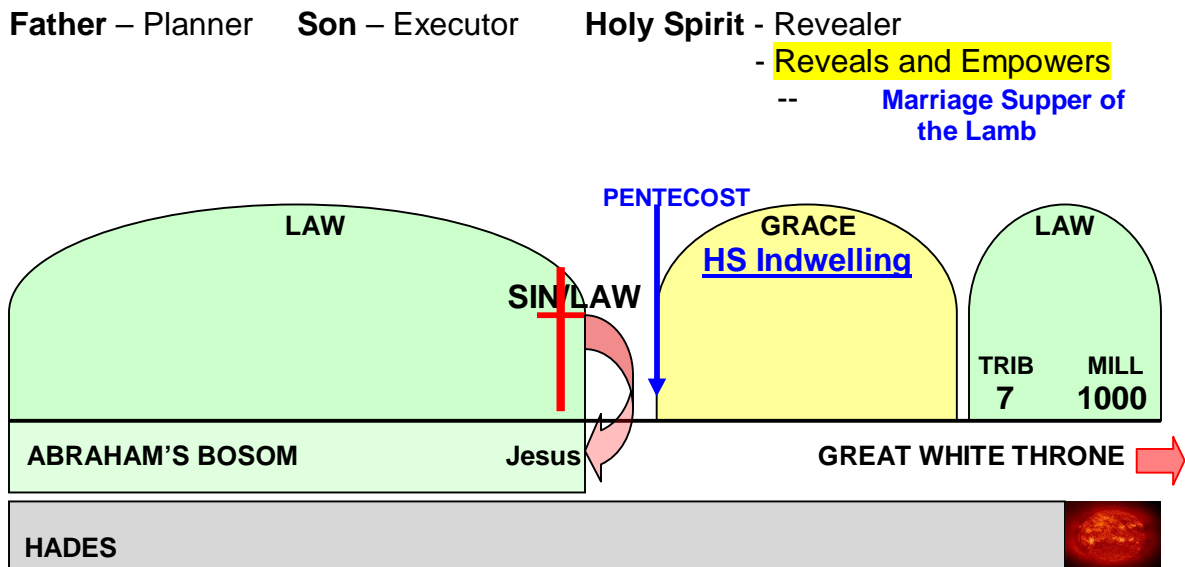 Father – Planner Son – Executor Holy Spirit - Revealer
- Reveals and Empowers
-- Marriage Supper of
the Lamb
PENTECOST
LAW
GRACE
LAW
HS Indwelling
SIN/LAW
TRIB MILL
7 1000
ABRAHAM’S BOSOM Jesus GREAT WHITE THRONE
HADES